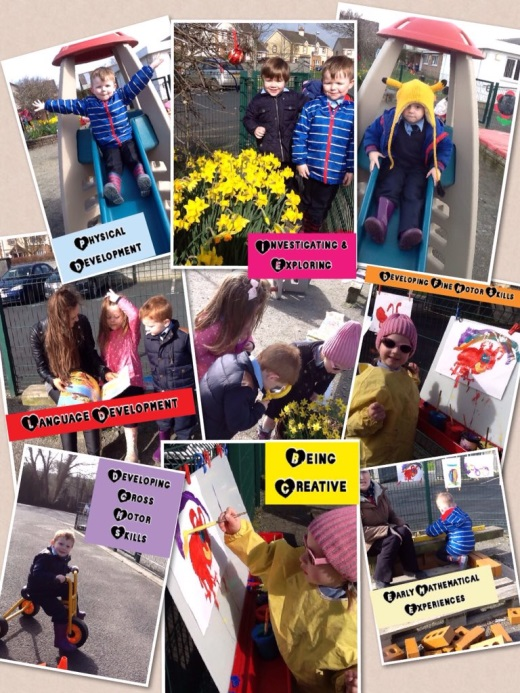 Physical
Development
Investigating &
Exploring
Developing Fine Motor Skills
Language Development
Developing
Gross
Motor
Skills
Being
Creative
Early Mathematical
Experiences